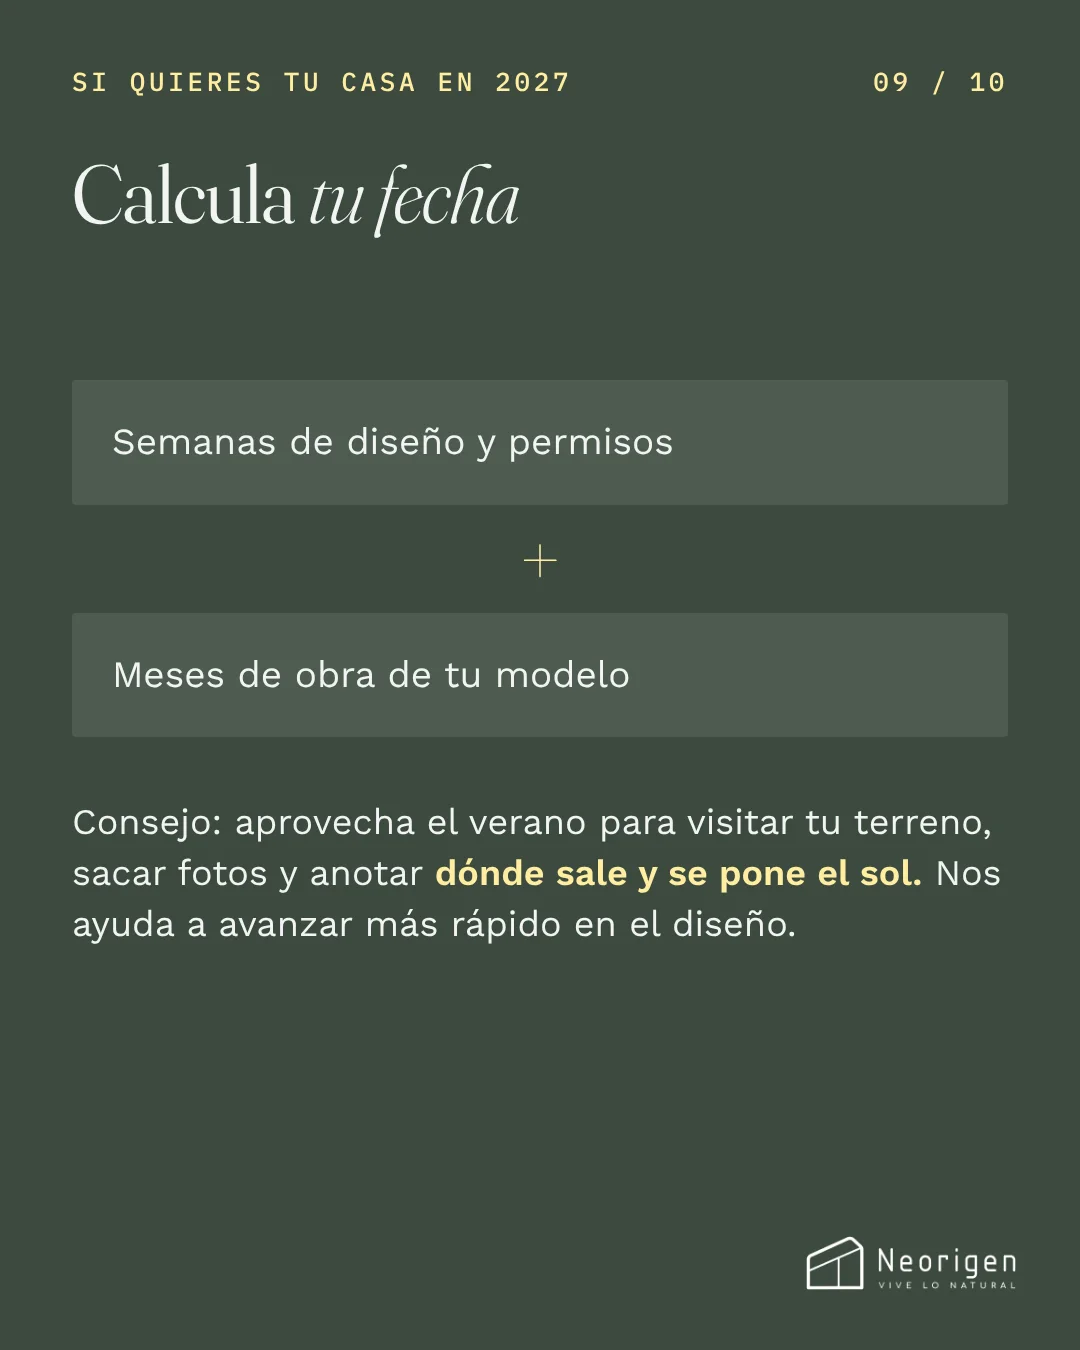 SI QUIERES TU CASA EN 2027
09 / 10
Calcula tu fecha
Semanas de diseño y permisos
+
Meses de obra de tu modelo
Consejo: aprovecha el verano para visitar tu terreno,
sacar fotos y anotar dónde sale y se pone el sol. Nos
ayuda a avanzar más rápido en el diseño.
Neorigen
VIVE LO NATURAL